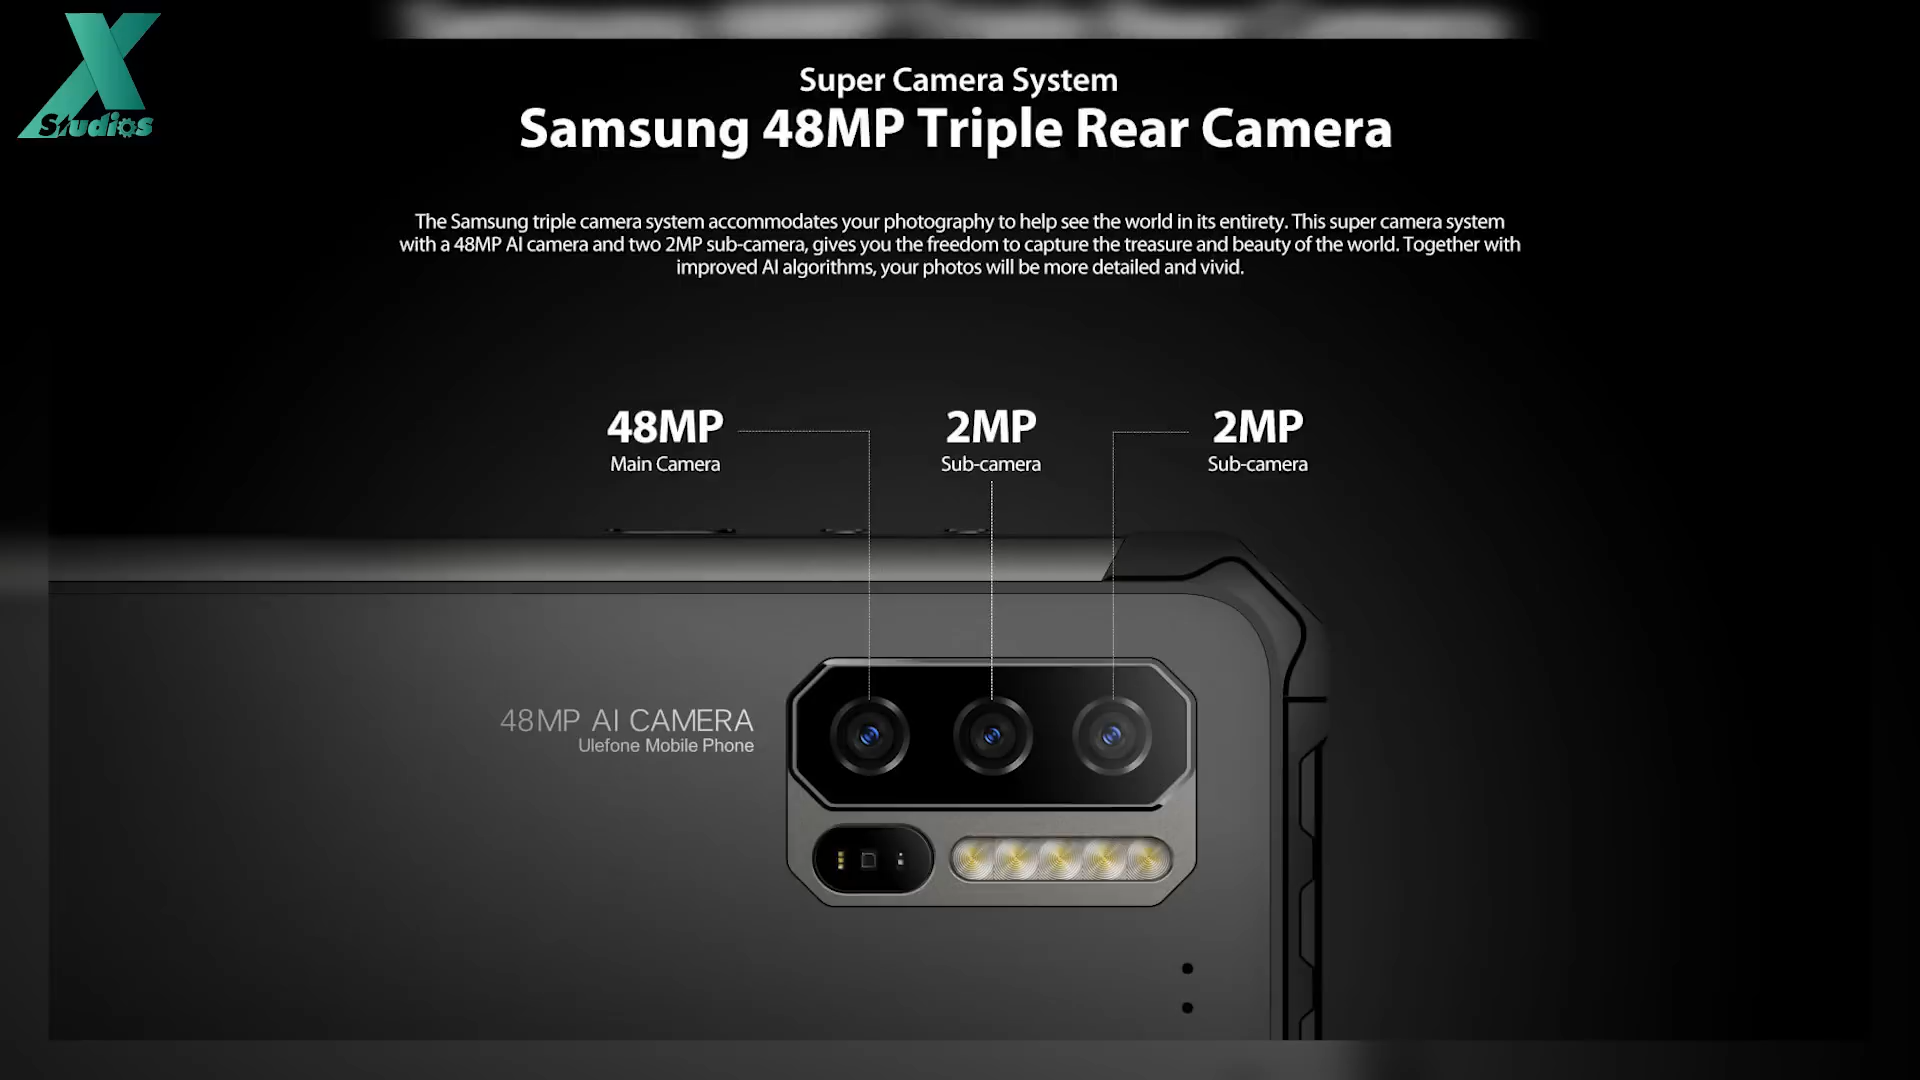 X
Studios
Super Camera System
Samsung 48MP Triple Rear Camera
The Samsung triple camera system accommodates your photography to help see the world in its entirety. This super camera system
with a 48MP AI camera and two 2MP sub-camera, gives you the freedom to capture the treasure and beauty of the world. Together with
improved AI algorithms, your photos will be more detailed and vivid.
48MP
Main Camera
2MP
Sub-camera
2MP
Sub-camera
48MP AI CAMERA
Ulefone Mobile Phone